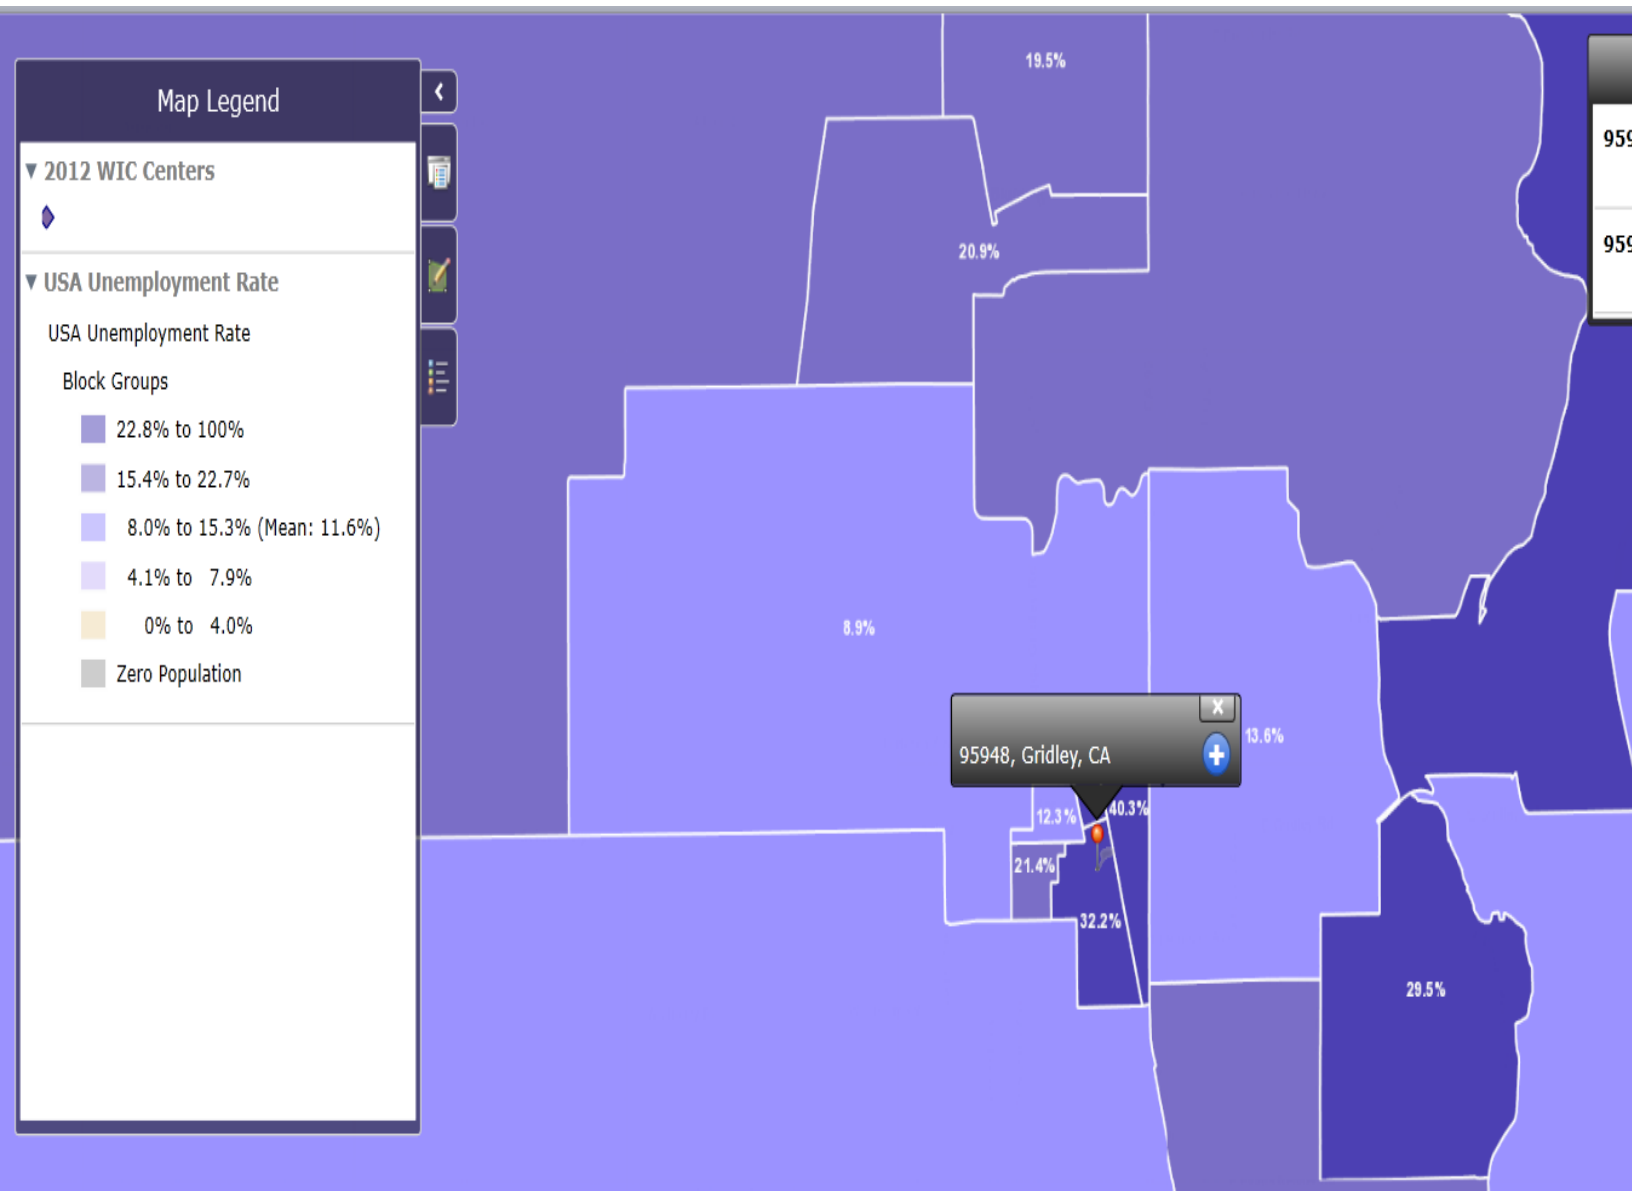 Map Legend
2012 WIC Centers
USA Unemployment Rate
USA Unemployment Rate
Block Groups
22.8% to 100%
15.4% to 22.7%
8.0% to 15.3% (Mean: 11.6%)
4.1% to 7.9%
0% to 4.0%
Zero Population
19.5%
20.9%
8.9%
95948, Gridley, CA
13.6%
12.3%
40.3%
21.4%
32.2%
29.5%
959
959